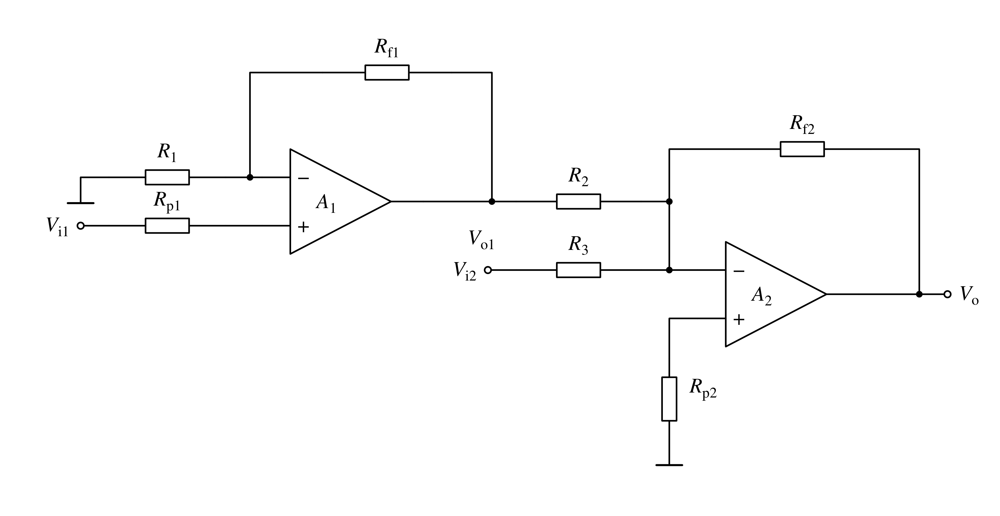 Rf1
Rf2
R1
R2
Rp1
−
A1
+
Vi1
Vo1
R3
Vi2
−
A2
+
Vo
Rp2